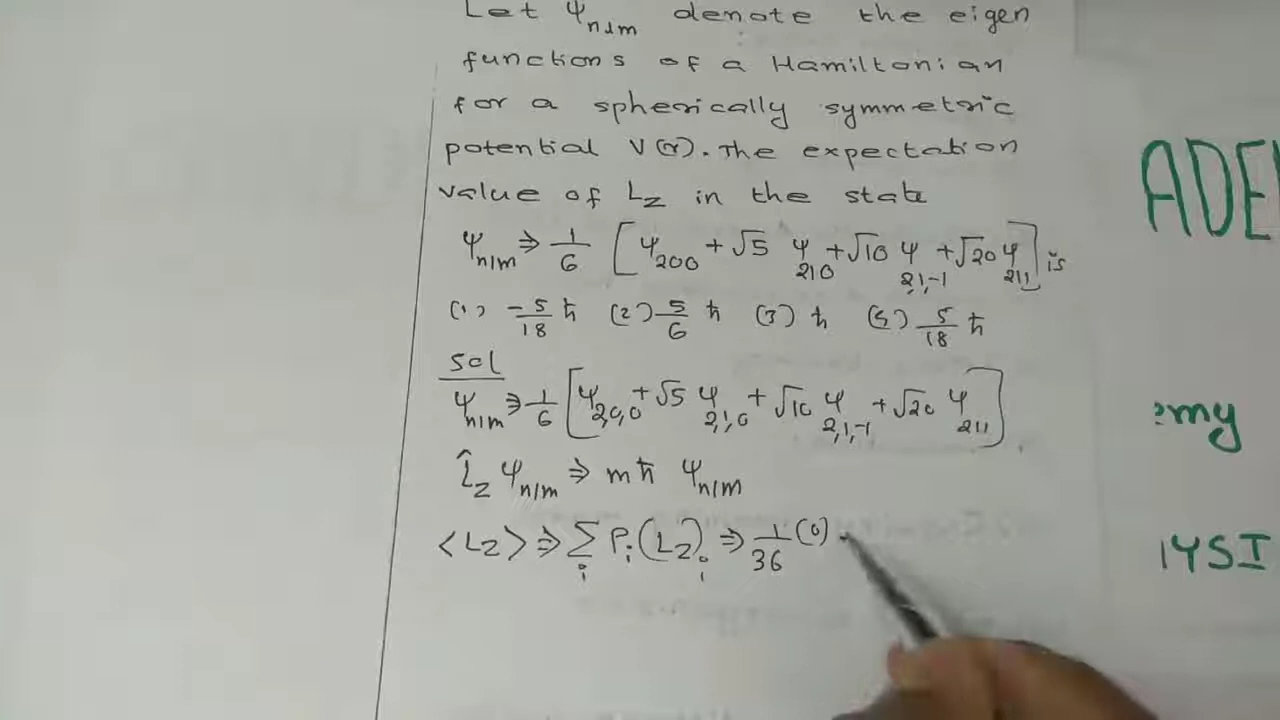 Let Ψnlm denote the eigen
functions of a Hamiltonian
for a spherically symmetric
potential V(r). The expectation
value of Lz in the state
Ψnlm ⇒ 1/6 [Ψ200 + √5 Ψ210 + √10 Ψ2,1,-1 + √20 Ψ211] is
(1) -5/18 ħ (2) 5/6 ħ (3) ħ (4) 5/18 ħ
Sol
Ψnlm ⇒ 1/6 [Ψ2,0,0 + √5 Ψ2,1,0 + √10 Ψ2,1,-1 + √20 Ψ211]
L̂z Ψnlm ⇒ mħ Ψnlm
<Lz> ⇒ Σi Pi (Lz)i ⇒ 1/36 (0)
ADE
my
IYSI